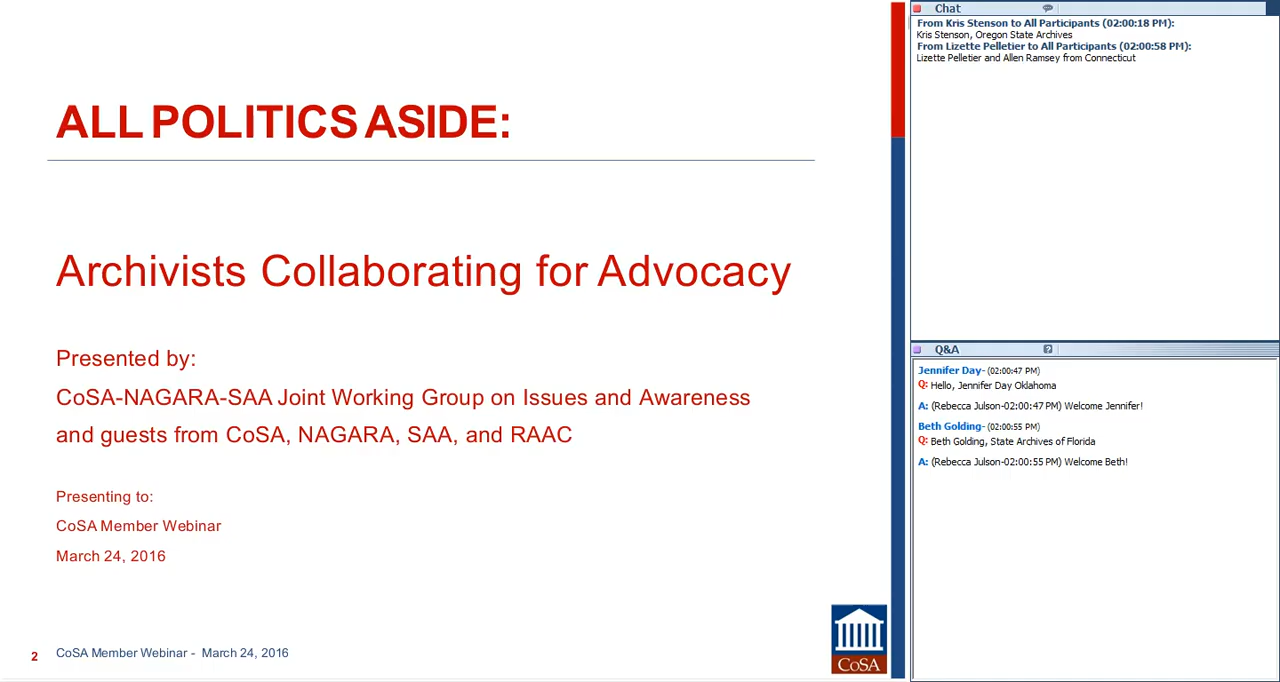 ALL POLITICS ASIDE:
Archivists Collaborating for Advocacy
Presented by:
CoSA-NAGARA-SAA Joint Working Group on Issues and Awareness
and guests from CoSA, NAGARA, SAA, and RAAC
Presenting to:
CoSA Member Webinar
March 24, 2016
2 CoSA Member Webinar - March 24, 2016
CoSA
Chat
From Kris Stenson to All Participants (02:00:18 PM):
Kris Stenson, Oregon State Archives
From Lizette Pelletier to All Participants (02:00:58 PM):
Lizette Pelletier and Allen Ramsey from Connecticut
Q&A
Jennifer Day- (02:00:47 PM)
Q: Hello, Jennifer Day Oklahoma
A: (Rebecca Julson-02:00:47 PM) Welcome Jennifer!
Beth Golding- (02:00:55 PM)
Q: Beth Golding, State Archives of Florida
A: (Rebecca Julson-02:00:55 PM) Welcome Beth!